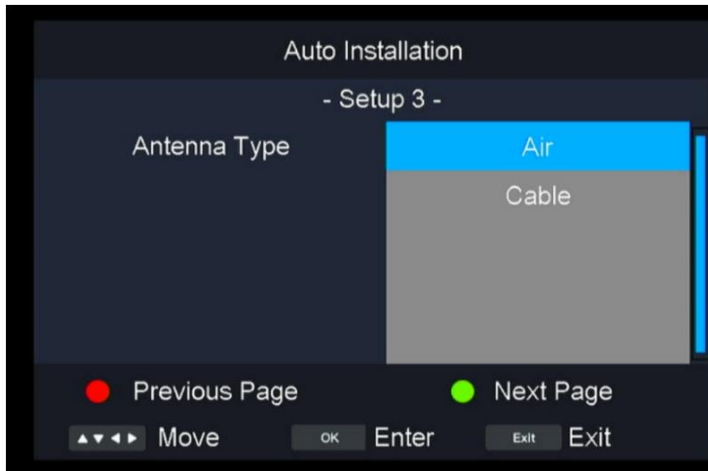 Auto Installation
- Setup 3 -
Antenna Type Air
Cable
Previous Page Next Page
Move OK Enter Exit Exit